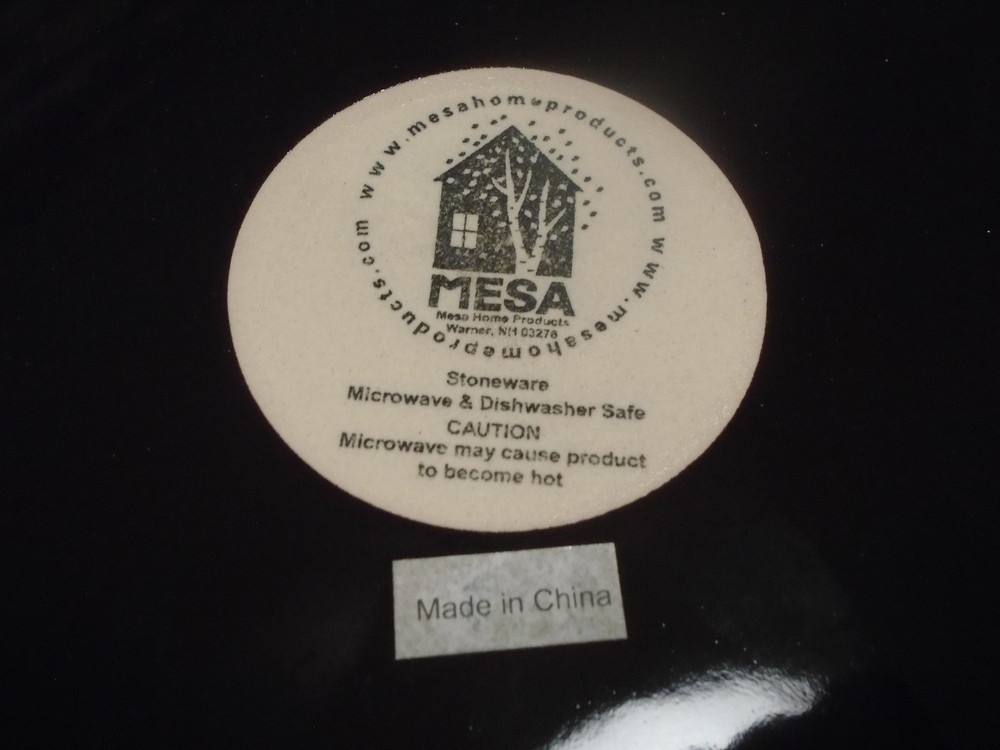 www.mesahomeproducts.com www.mesahomeproducts.com
MESA
Mesa Home Products
Warner, NH 03278
Stoneware
Microwave & Dishwasher Safe
CAUTION
Microwave may cause product
to become hot
Made in China